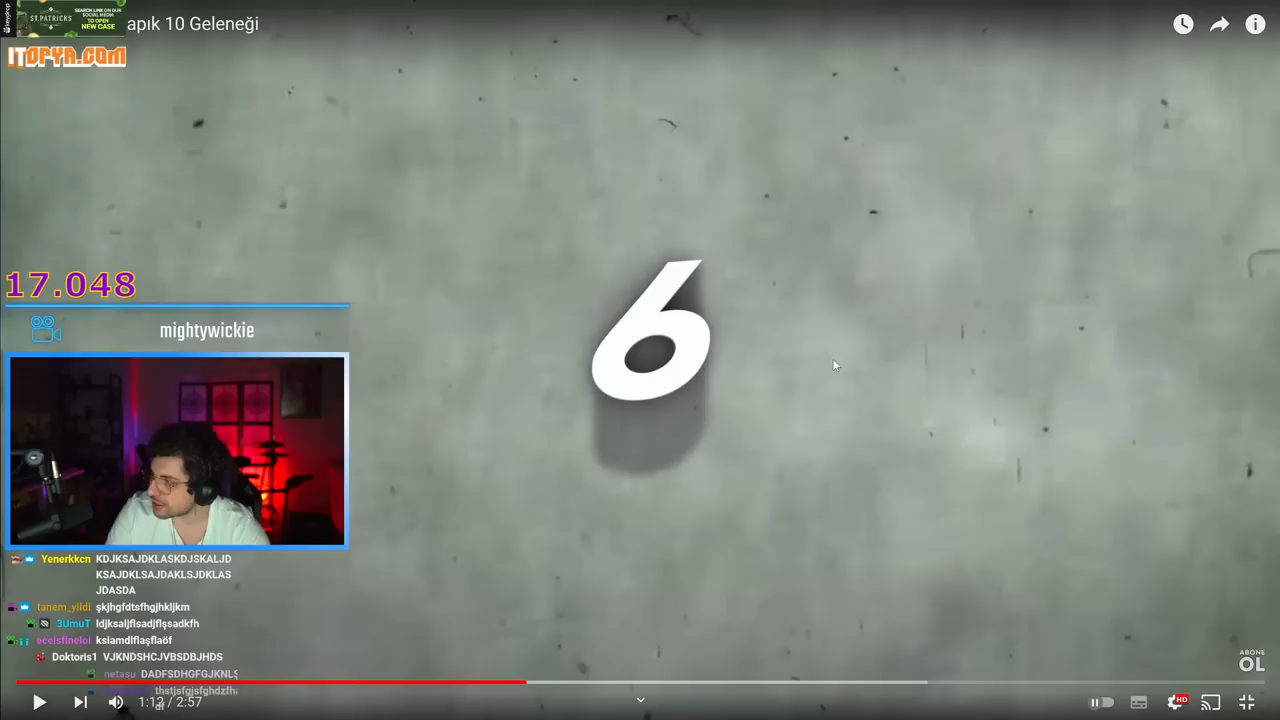 ST.PATRICKS
SEARCH LINK ON OUR
SOCIAL MEDIA
TO OPEN
NEW CASE
apık 10 Geleneği
ITOPYA.COM
6
17.048
mightywickie
Yenerkkcn KDJKSAJDKLASKDJSKALJD
KSAJDKLSAJDAKLSJDKLAS
JDASDA
tanem_yildi şkjhgfdtsfhgjhkljkm
3UmuT ldjksaljflsadjflşsadkfh
eceisfineloi ksiamdlflaşflaöf
Doktoris1 VJKNDSHCJVBSDBJHDS
netasu DADFSDHGFGJKNLŞ
thstjsfgjsfghdzfh
1:12 / 2:57
HD
ABONE
OL